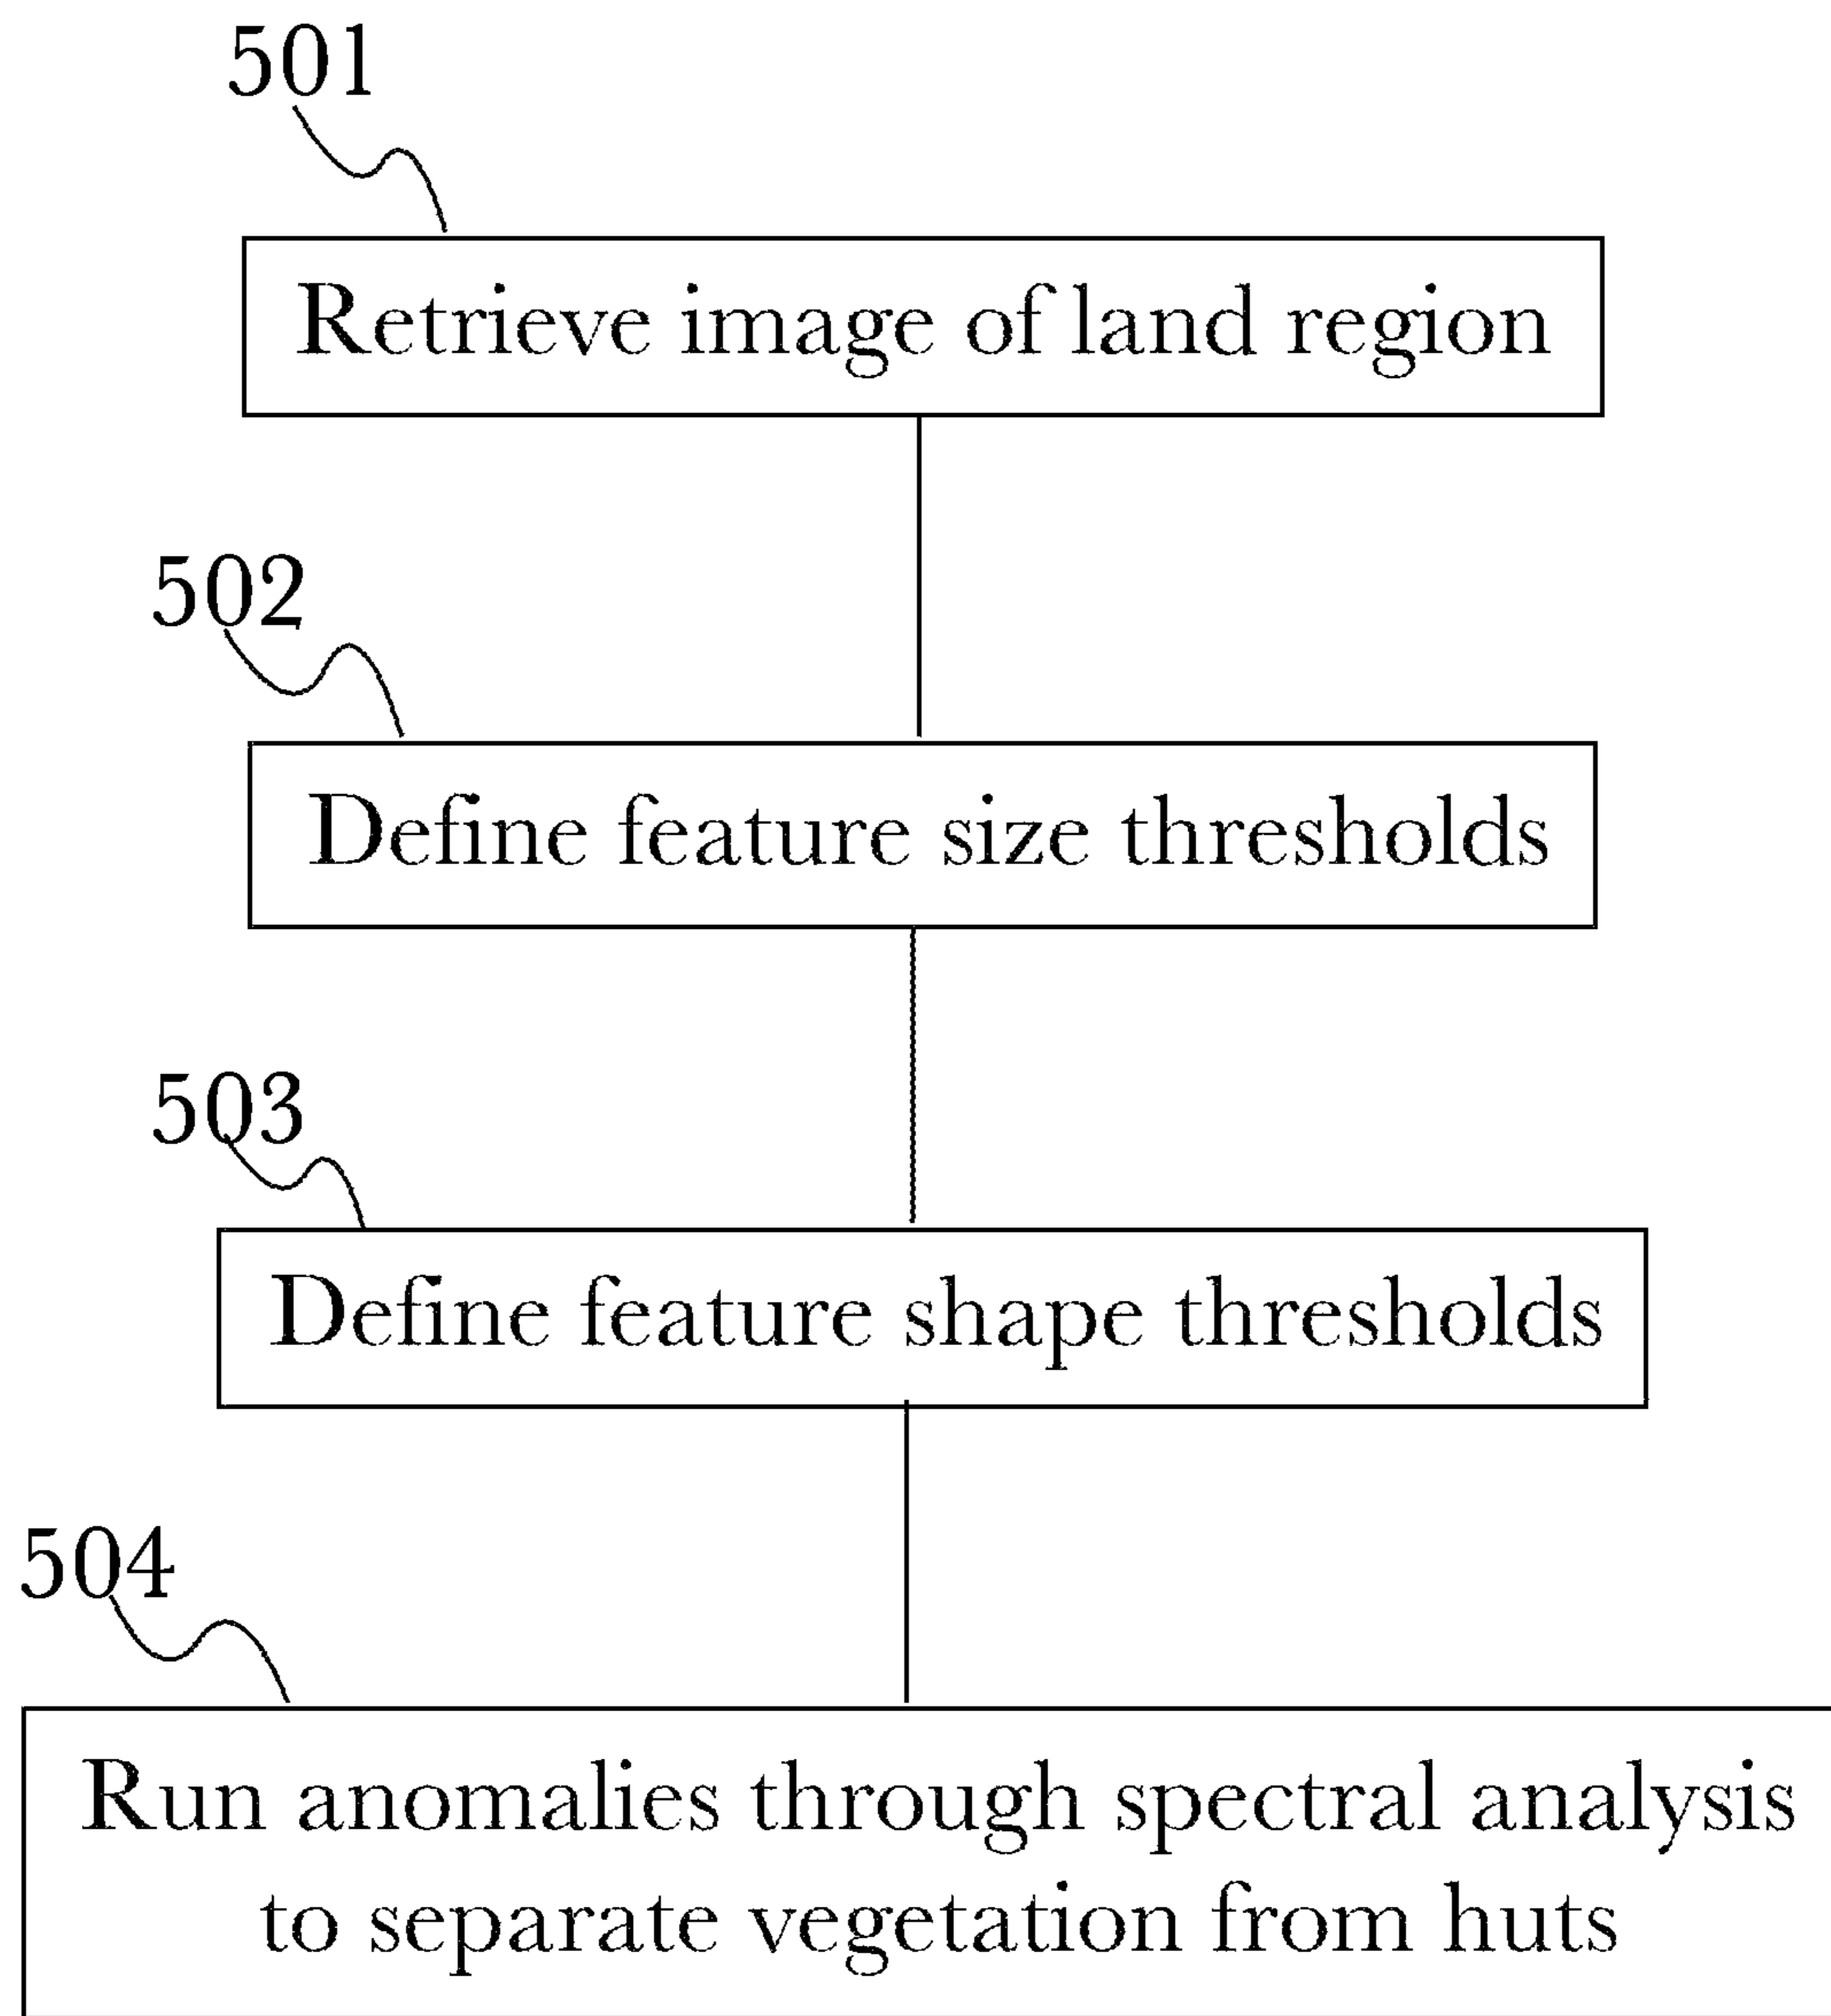 501
Retrieve image of land region
502
Define feature size thresholds
503
Define feature shape thresholds
504
Run anomalies through spectral analysis
to separate vegetation from huts